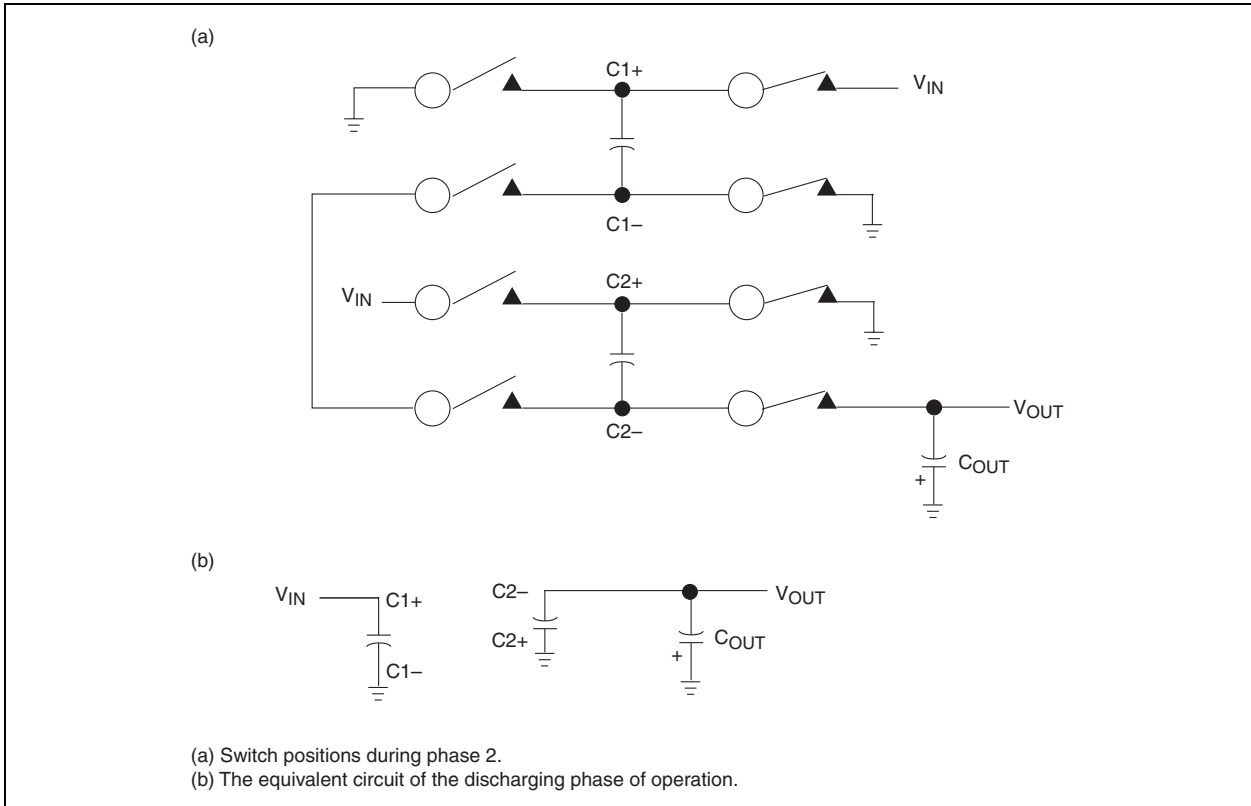 (a)
C1+
VIN
C1–
C2+
VIN
C2–
VOUT
COUT
+
(b)
VIN
C1+
C1–
C2–
C2+
VOUT
COUT
+
(a) Switch positions during phase 2.
(b) The equivalent circuit of the discharging phase of operation.